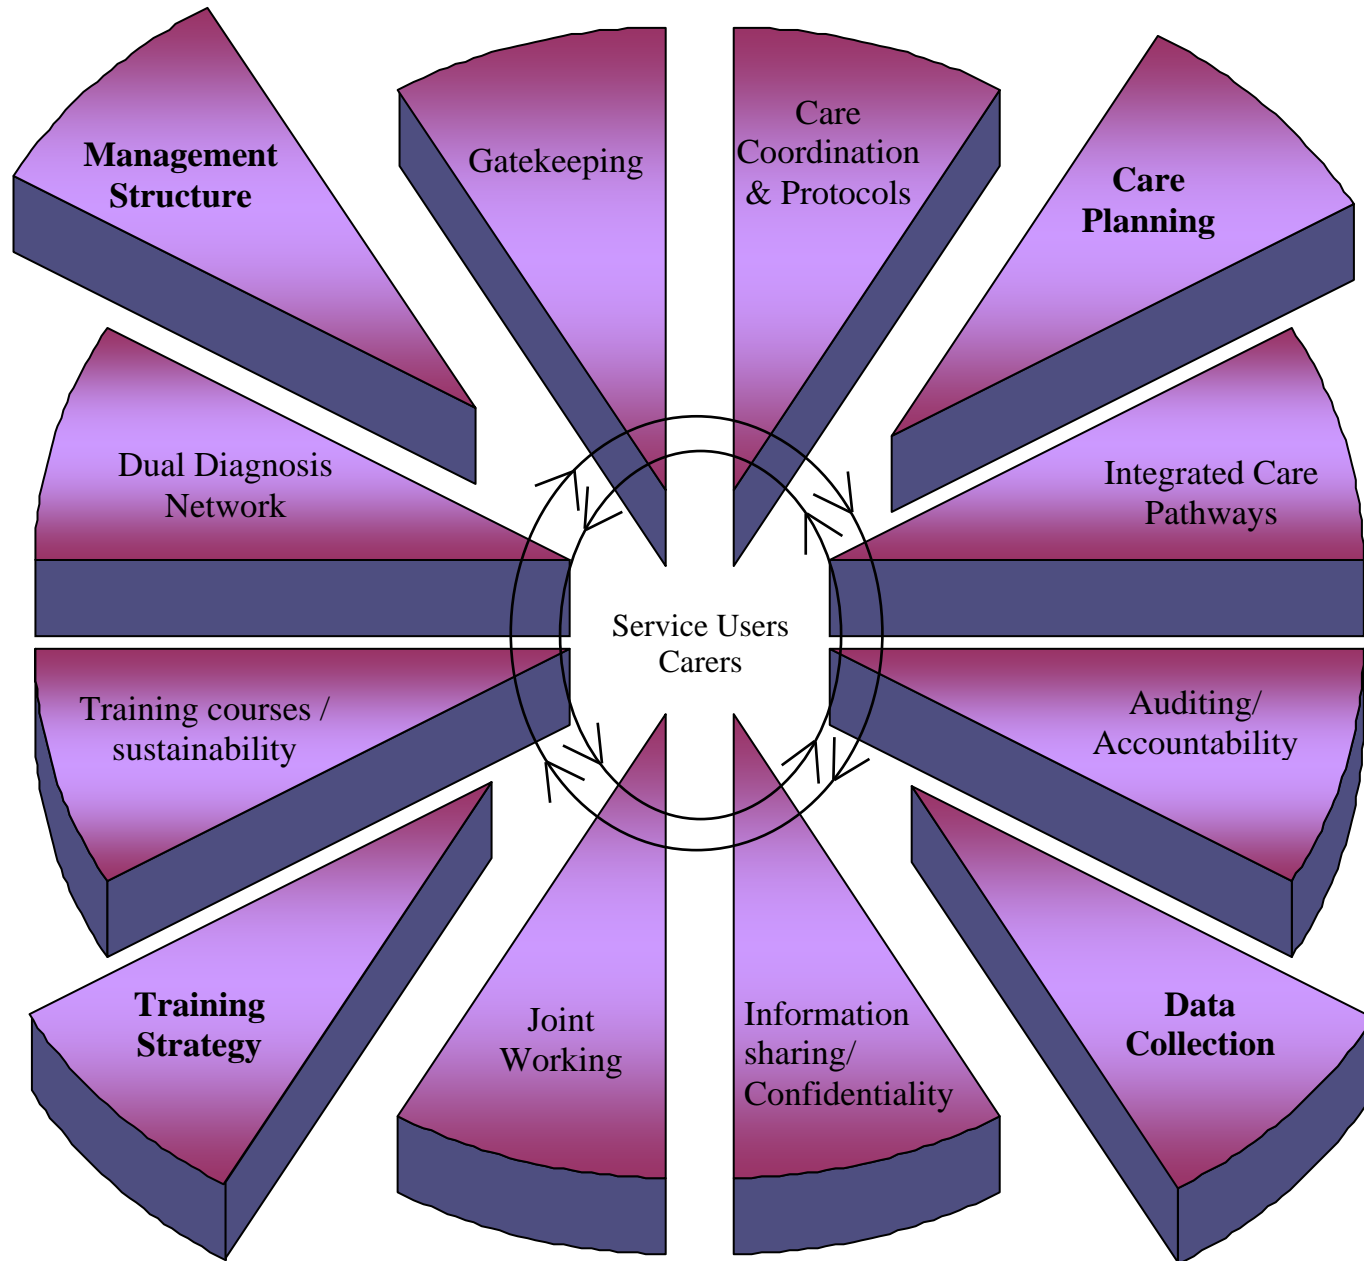 Management
Structure
Gatekeeping
Care
Coordination
& Protocols
Care
Planning
Dual Diagnosis
Network
Integrated Care
Pathways
Service Users
Carers
Training courses /
sustainability
Auditing/
Accountability
Training
Strategy
Joint
Working
Information
sharing/
Confidentiality
Data
Collection